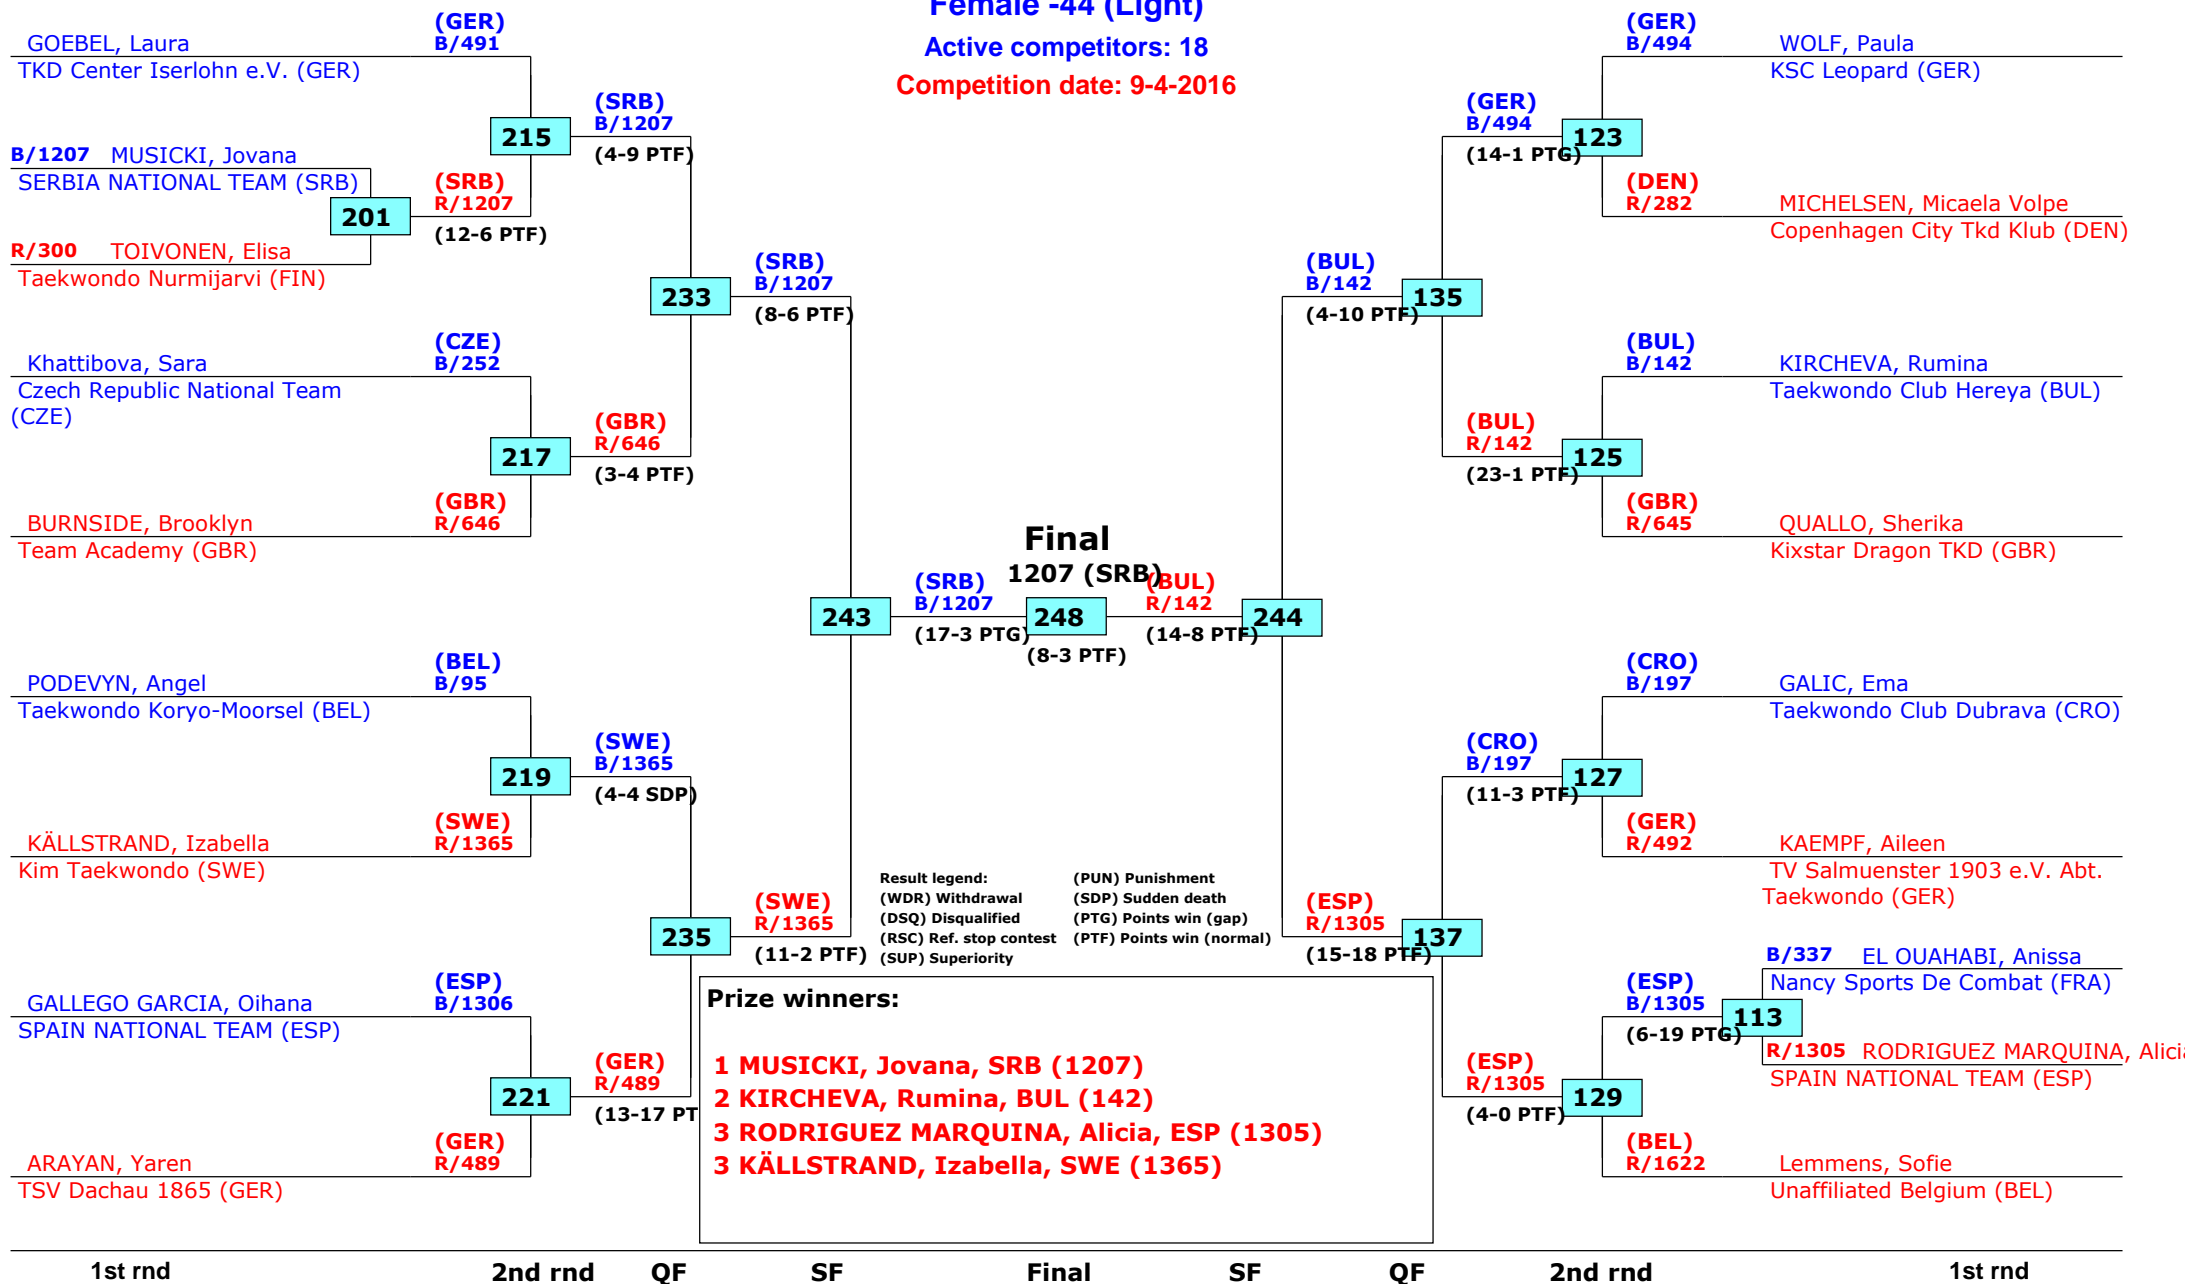 Female -44 (Light)
Active competitors: 18
Competition date: 9-4-2016
GOEBEL, Laura
(GER)
B/491
TKD Center Iserlohn e.V. (GER)
215
(SRB)
B/1207
(4-9 PTF)
B/1207 MUSICKI, Jovana
SERBIA NATIONAL TEAM (SRB)
201
(SRB)
R/1207
(12-6 PTF)
R/300 TOIVONEN, Elisa
Taekwondo Nurmijarvi (FIN)
233
(SRB)
B/1207
(8-6 PTF)
Khattibova, Sara
(CZE)
B/252
Czech Republic National Team
(CZE)
217
(GBR)
R/646
(3-4 PTF)
BURNSIDE, Brooklyn
(GBR)
R/646
Team Academy (GBR)
243
(SRB)
B/1207
(17-3 PTG)
PODEVYN, Angel
(BEL)
B/95
Taekwondo Koryo-Moorsel (BEL)
219
(SWE)
B/1365
(4-4 SDP)
KÄLLSTRAND, Izabella
(SWE)
R/1365
Kim Taekwondo (SWE)
235
(SWE)
R/1365
(11-2 PTF)
GALLEGO GARCIA, Oihana
(ESP)
B/1306
SPAIN NATIONAL TEAM (ESP)
221
(GER)
R/489
(13-17 PT
ARAYAN, Yaren
(GER)
R/489
TSV Dachau 1865 (GER)
Final
1207 (SRB)
248
(8-3 PTF)
(BUL)
R/142
(14-8 PTF)
244
(GER)
B/494
WOLF, Paula
KSC Leopard (GER)
(GER)
B/494
(14-1 PTG)
123
(DEN)
R/282
MICHELSEN, Micaela Volpe
Copenhagen City Tkd Klub (DEN)
(BUL)
B/142
(4-10 PTF)
135
(BUL)
B/142
KIRCHEVA, Rumina
Taekwondo Club Hereya (BUL)
(BUL)
R/142
(23-1 PTF)
125
(GBR)
R/645
QUALLO, Sherika
Kixstar Dragon TKD (GBR)
(CRO)
B/197
GALIC, Ema
Taekwondo Club Dubrava (CRO)
(CRO)
B/197
(11-3 PTF)
127
(GER)
R/492
KAEMPF, Aileen
TV Salmuenster 1903 e.V. Abt.
Taekwondo (GER)
(ESP)
R/1305
(15-18 PTF)
137
B/337 EL OUAHABI, Anissa
Nancy Sports De Combat (FRA)
(ESP)
B/1305
(6-19 PTG)
113
R/1305 RODRIGUEZ MARQUINA, Alicia
SPAIN NATIONAL TEAM (ESP)
(ESP)
R/1305
(4-0 PTF)
129
(BEL)
R/1622
Lemmens, Sofie
Unaffiliated Belgium (BEL)
Result legend:
(WDR) Withdrawal
(DSQ) Disqualified
(RSC) Ref. stop contest
(SUP) Superiority
(PUN) Punishment
(SDP) Sudden death
(PTG) Points win (gap)
(PTF) Points win (normal)
Prize winners:
1 MUSICKI, Jovana, SRB (1207)
2 KIRCHEVA, Rumina, BUL (142)
3 RODRIGUEZ MARQUINA, Alicia, ESP (1305)
3 KÄLLSTRAND, Izabella, SWE (1365)
1st rnd 2nd rnd QF SF Final SF QF 2nd rnd 1st rnd